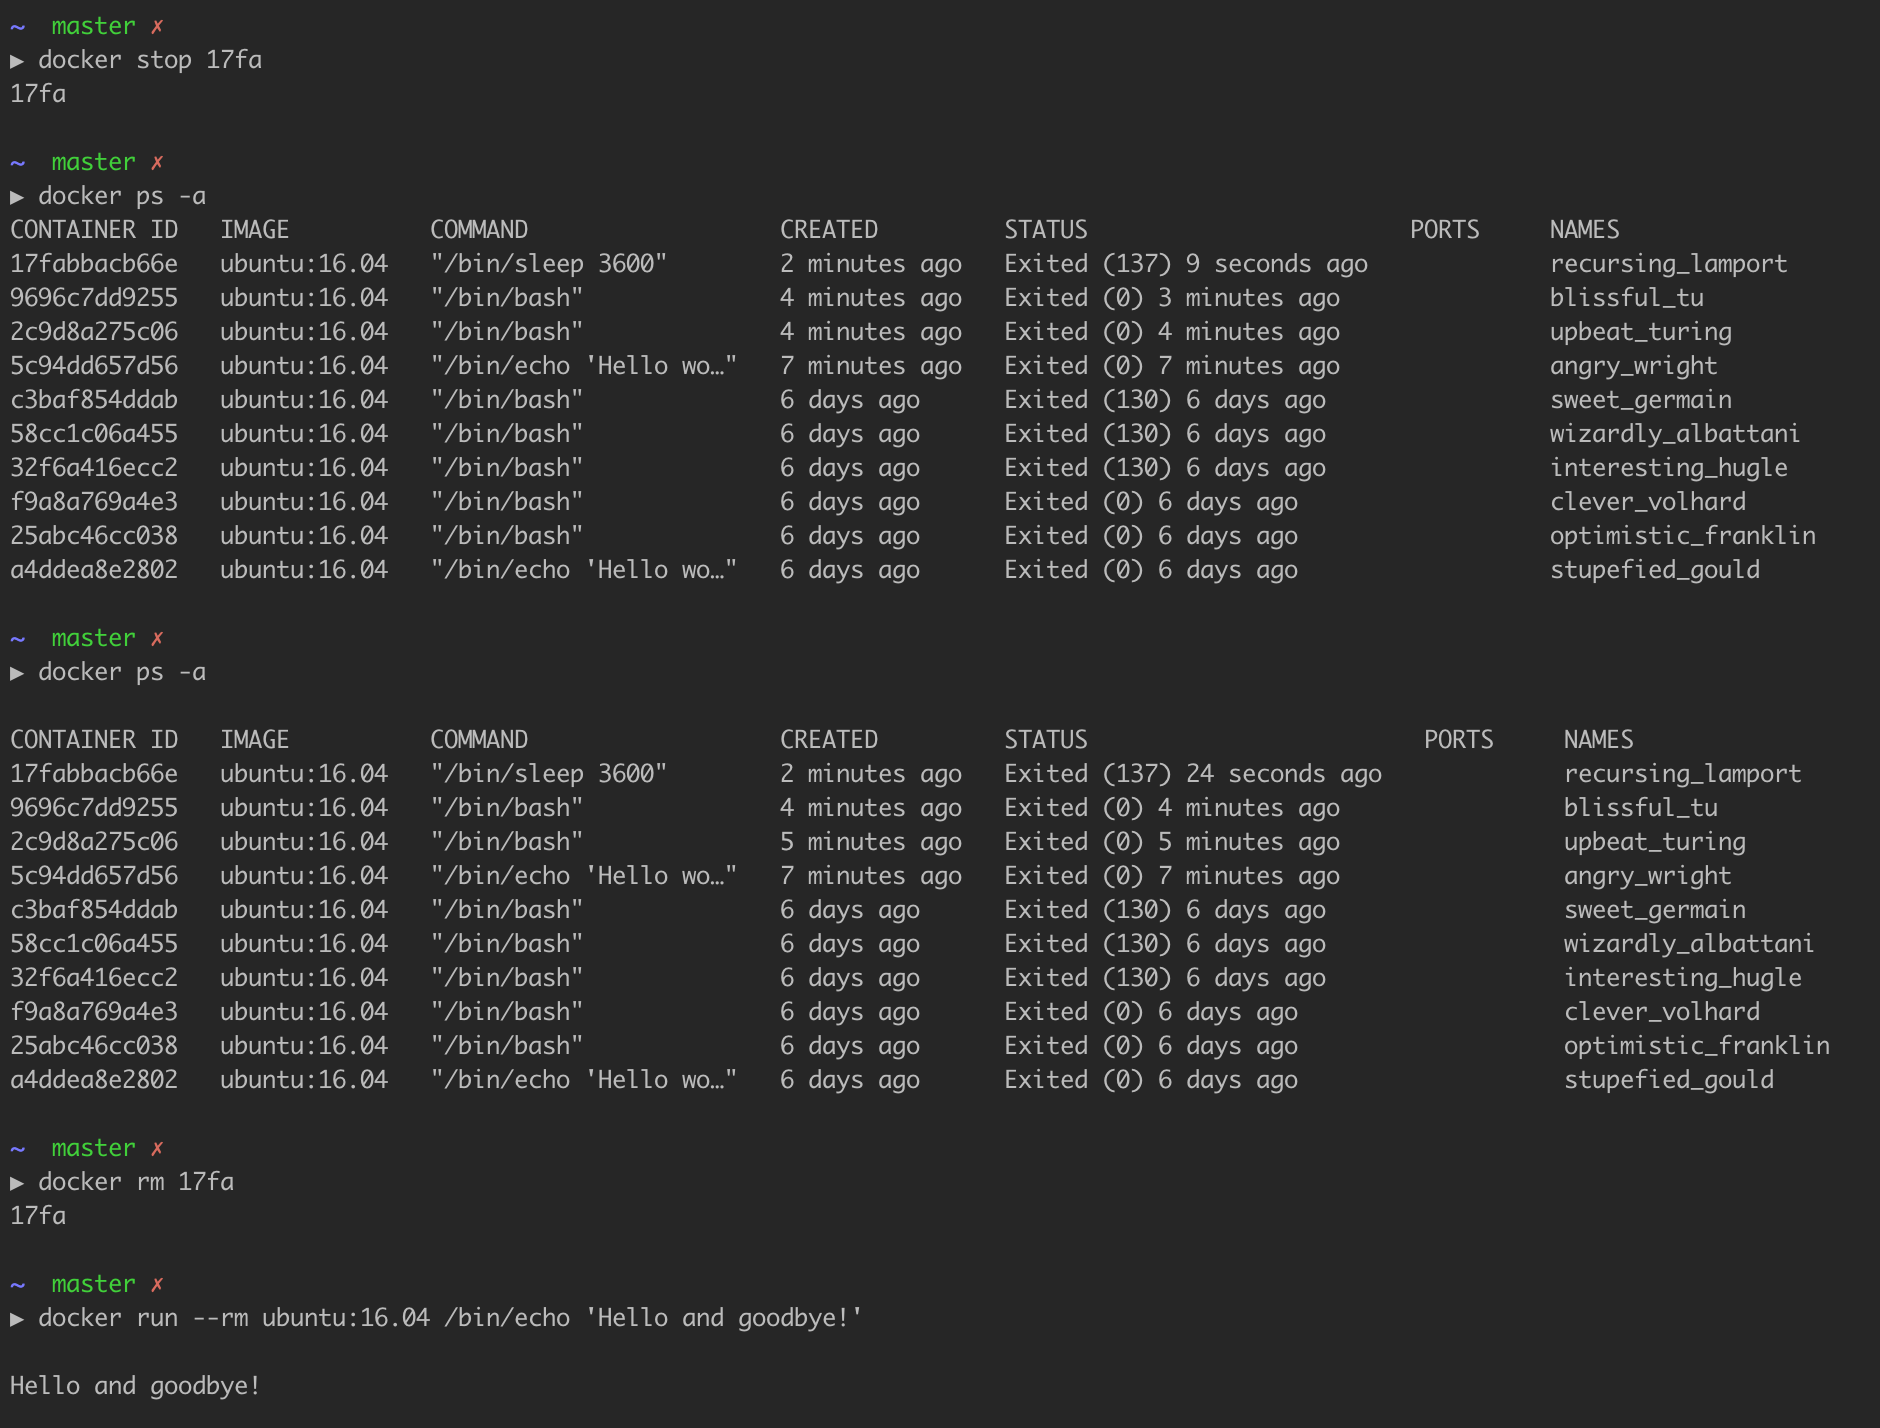 ~  master ✗
▶ docker stop 17fa
17fa

~  master ✗
▶ docker ps -a
CONTAINER ID   IMAGE          COMMAND                  CREATED         STATUS                       PORTS     NAMES
17fabbacb66e   ubuntu:16.04   "/bin/sleep 3600"        2 minutes ago   Exited (137) 9 seconds ago             recursing_lamport
9696c7dd9255   ubuntu:16.04   "/bin/bash"              4 minutes ago   Exited (0) 3 minutes ago               blissful_tu
2c9d8a275c06   ubuntu:16.04   "/bin/bash"              4 minutes ago   Exited (0) 4 minutes ago               upbeat_turing
5c94dd657d56   ubuntu:16.04   "/bin/echo 'Hello wo…"   7 minutes ago   Exited (0) 7 minutes ago               angry_wright
c3baf854ddab   ubuntu:16.04   "/bin/bash"              6 days ago      Exited (130) 6 days ago                sweet_germain
58cc1c06a455   ubuntu:16.04   "/bin/bash"              6 days ago      Exited (130) 6 days ago                wizardly_albattani
32f6a416ecc2   ubuntu:16.04   "/bin/bash"              6 days ago      Exited (130) 6 days ago                interesting_hugle
f9a8a769a4e3   ubuntu:16.04   "/bin/bash"              6 days ago      Exited (0) 6 days ago                  clever_volhard
25abc46cc038   ubuntu:16.04   "/bin/bash"              6 days ago      Exited (0) 6 days ago                  optimistic_franklin
a4ddea8e2802   ubuntu:16.04   "/bin/echo 'Hello wo…"   6 days ago      Exited (0) 6 days ago                  stupefied_gould

~  master ✗
▶ docker ps -a

CONTAINER ID   IMAGE          COMMAND                  CREATED         STATUS                        PORTS     NAMES
17fabbacb66e   ubuntu:16.04   "/bin/sleep 3600"        2 minutes ago   Exited (137) 24 seconds ago             recursing_lamport
9696c7dd9255   ubuntu:16.04   "/bin/bash"              4 minutes ago   Exited (0) 4 minutes ago                blissful_tu
2c9d8a275c06   ubuntu:16.04   "/bin/bash"              5 minutes ago   Exited (0) 5 minutes ago                upbeat_turing
5c94dd657d56   ubuntu:16.04   "/bin/echo 'Hello wo…"   7 minutes ago   Exited (0) 7 minutes ago                angry_wright
c3baf854ddab   ubuntu:16.04   "/bin/bash"              6 days ago      Exited (130) 6 days ago                 sweet_germain
58cc1c06a455   ubuntu:16.04   "/bin/bash"              6 days ago      Exited (130) 6 days ago                 wizardly_albattani
32f6a416ecc2   ubuntu:16.04   "/bin/bash"              6 days ago      Exited (130) 6 days ago                 interesting_hugle
f9a8a769a4e3   ubuntu:16.04   "/bin/bash"              6 days ago      Exited (0) 6 days ago                   clever_volhard
25abc46cc038   ubuntu:16.04   "/bin/bash"              6 days ago      Exited (0) 6 days ago                   optimistic_franklin
a4ddea8e2802   ubuntu:16.04   "/bin/echo 'Hello wo…"   6 days ago      Exited (0) 6 days ago                   stupefied_gould

~  master ✗
▶ docker rm 17fa
17fa

~  master ✗
▶ docker run --rm ubuntu:16.04 /bin/echo 'Hello and goodbye!'

Hello and goodbye!